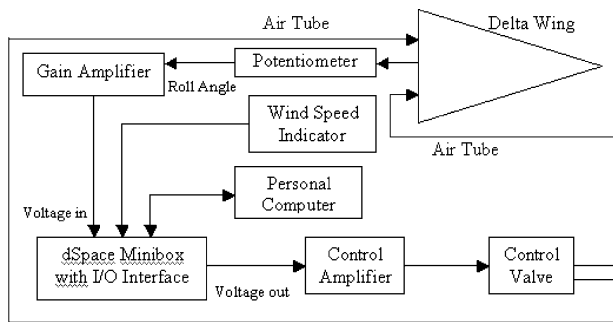 Air Tube
Delta Wing
Gain Amplifier
Potentiometer
Roll Angle
Wind Speed
Indicator
Air Tube
Personal
Computer
Voltage in
dSpace Minibox
with I/O Interface
Control
Amplifier
Control
Valve
Voltage out